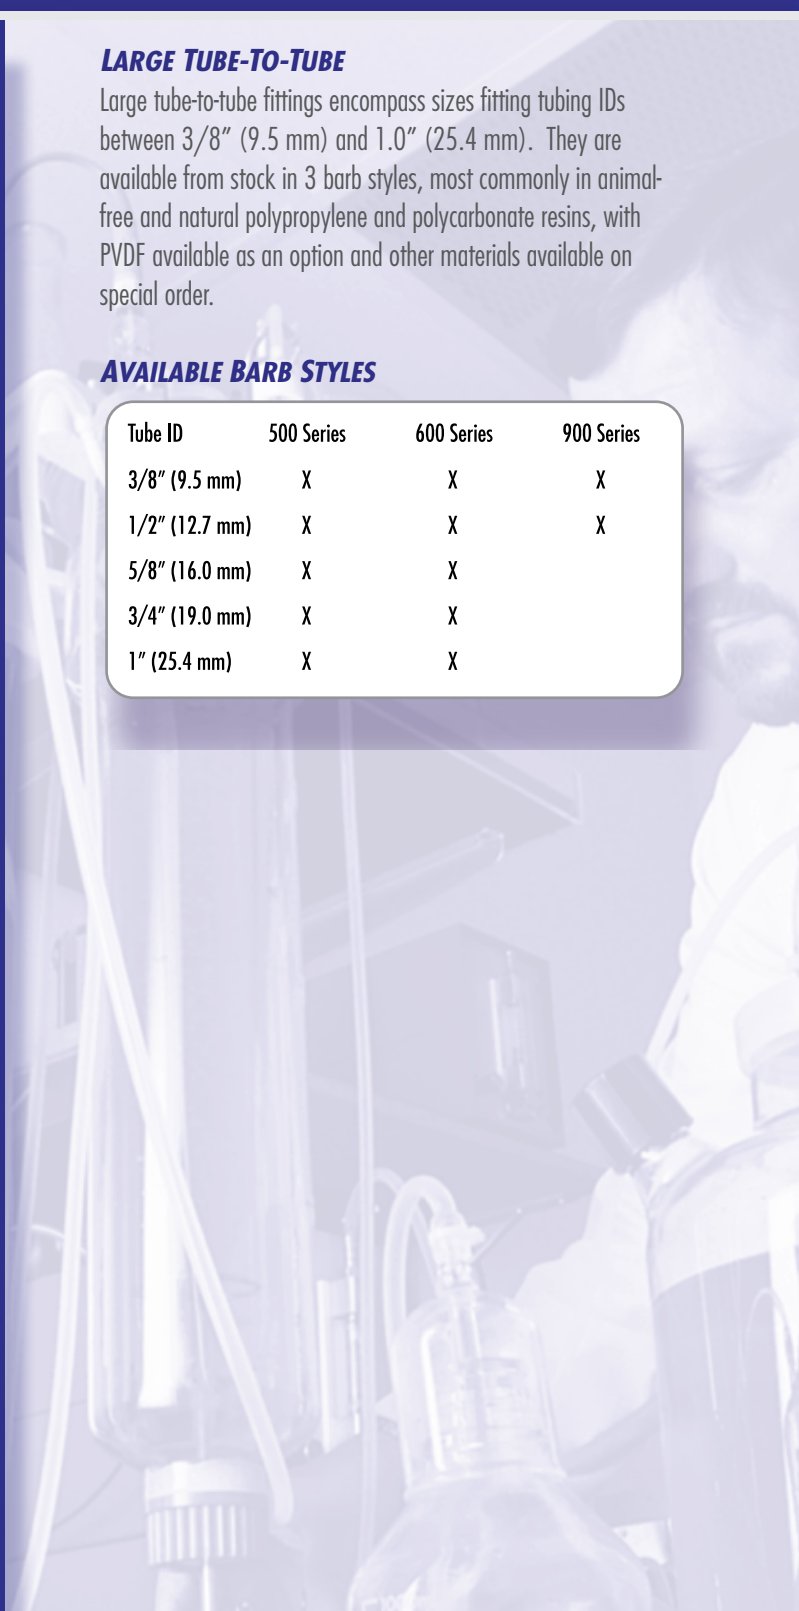 LARGE TUBE-TO-TUBE
Large tube-to-tube fittings encompass sizes fitting tubing IDs
between 3/8” (9.5 mm) and 1.0” (25.4 mm).  They are
available from stock in 3 barb styles, most commonly in animal-
free and natural polypropylene and polycarbonate resins, with
PVDF available as an option and other materials available on
special order.
AVAILABLE BARB STYLES
Tube ID 500 Series 600 Series 900 Series
3/8” (9.5 mm) X X X
1/2” (12.7 mm) X X X
5/8” (16.0 mm) X X
3/4” (19.0 mm) X X
1” (25.4 mm) X X